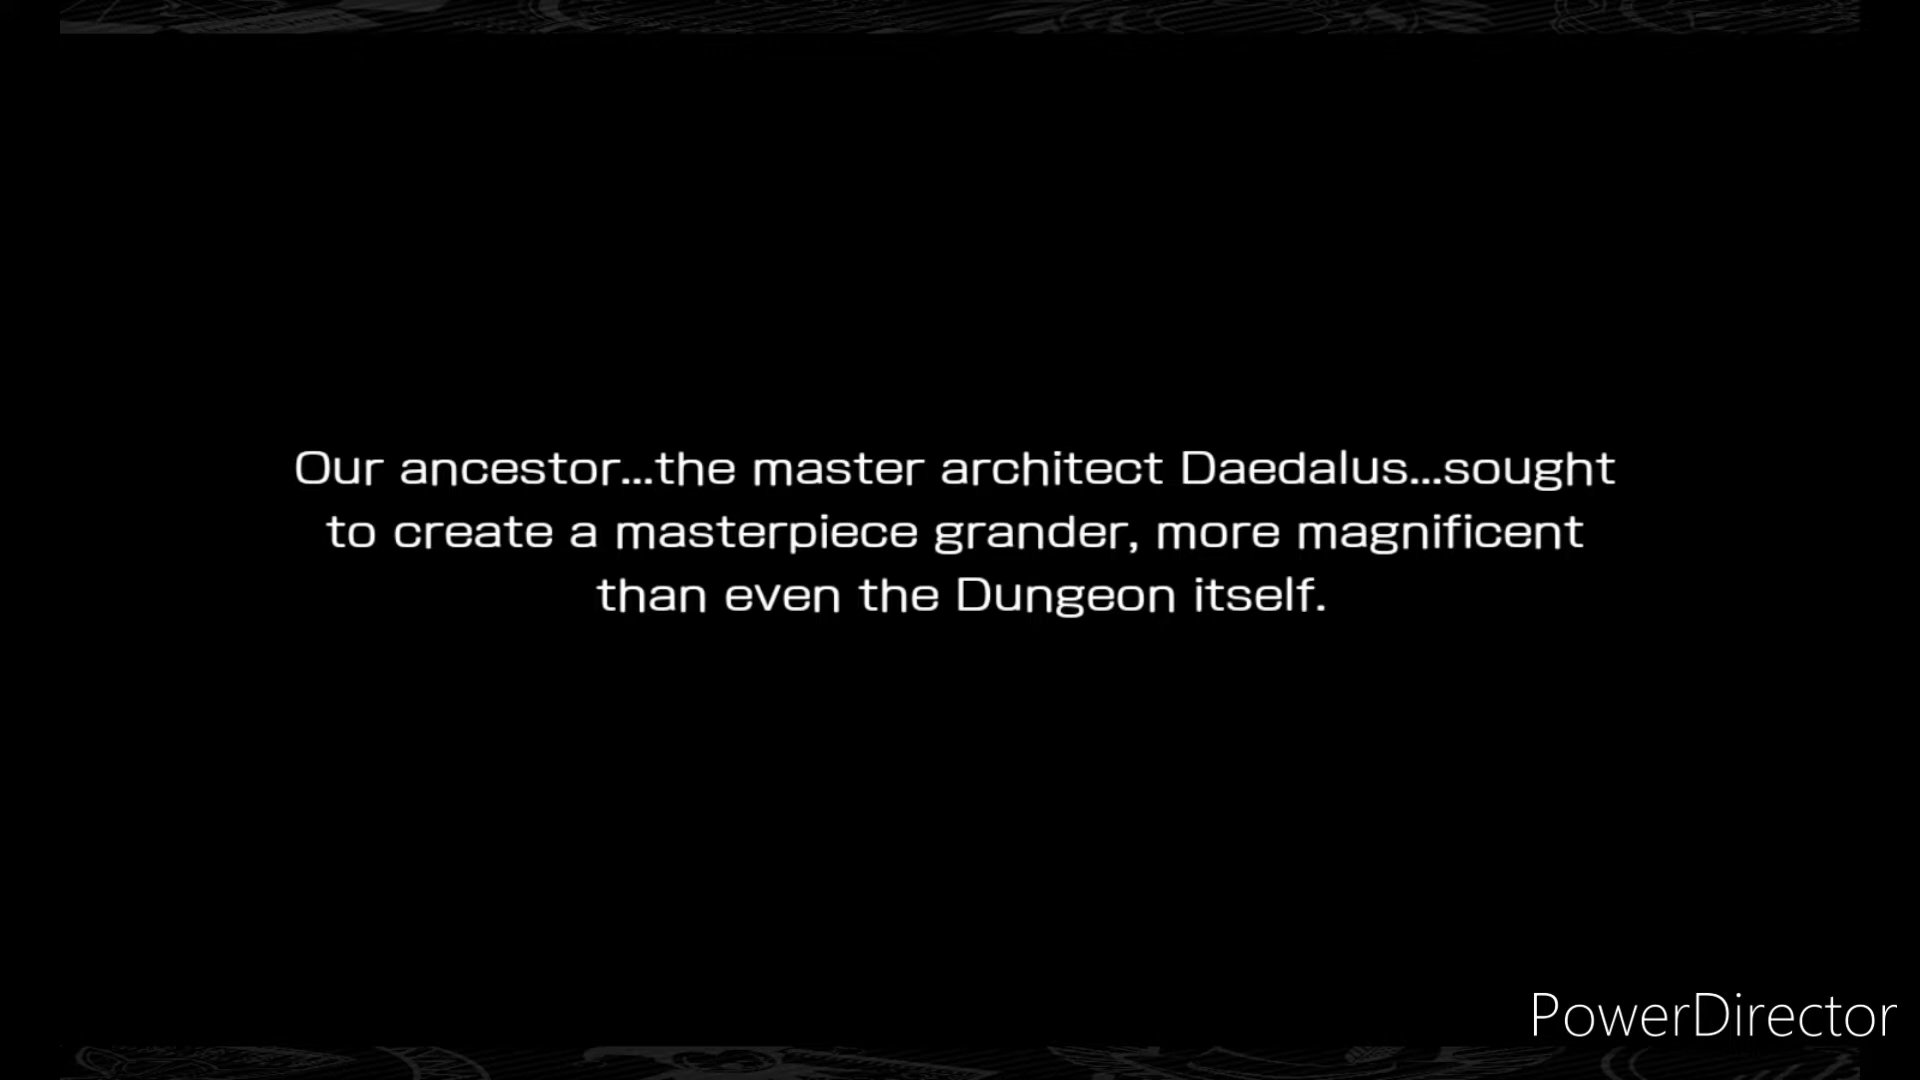 Our ancestor...the master architect Daedalus...sought
to create a masterpiece grander, more magnificent
than even the Dungeon itself.
PowerDirector